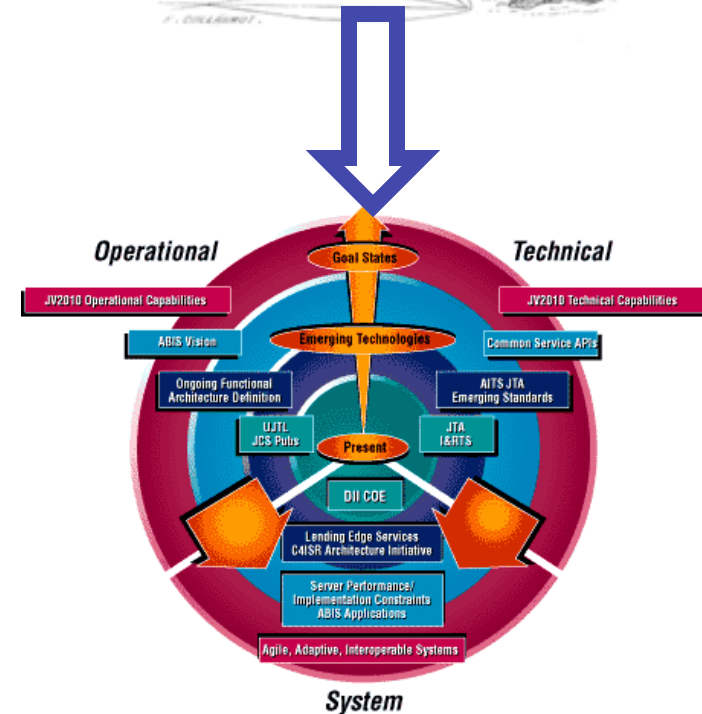 F. COLLAUMOT.
Operational
Technical
Goal States
JV2010 Operational Capabilities
JV2010 Technical Capabilities
ABIS Vision
Emerging Technologies
Common Service APIs
Ongoing Functional
Architecture Definition
AITS JTA
Emerging Standards
UJTL
JCS Pubs
JTA
I&RTS
Present
DII COE
Lending Edge Services
C4ISR Architecture Initiative
Server Performance/
Implementation Constraints
ABIS Applications
Agile, Adaptive, Interoperable Systems
System